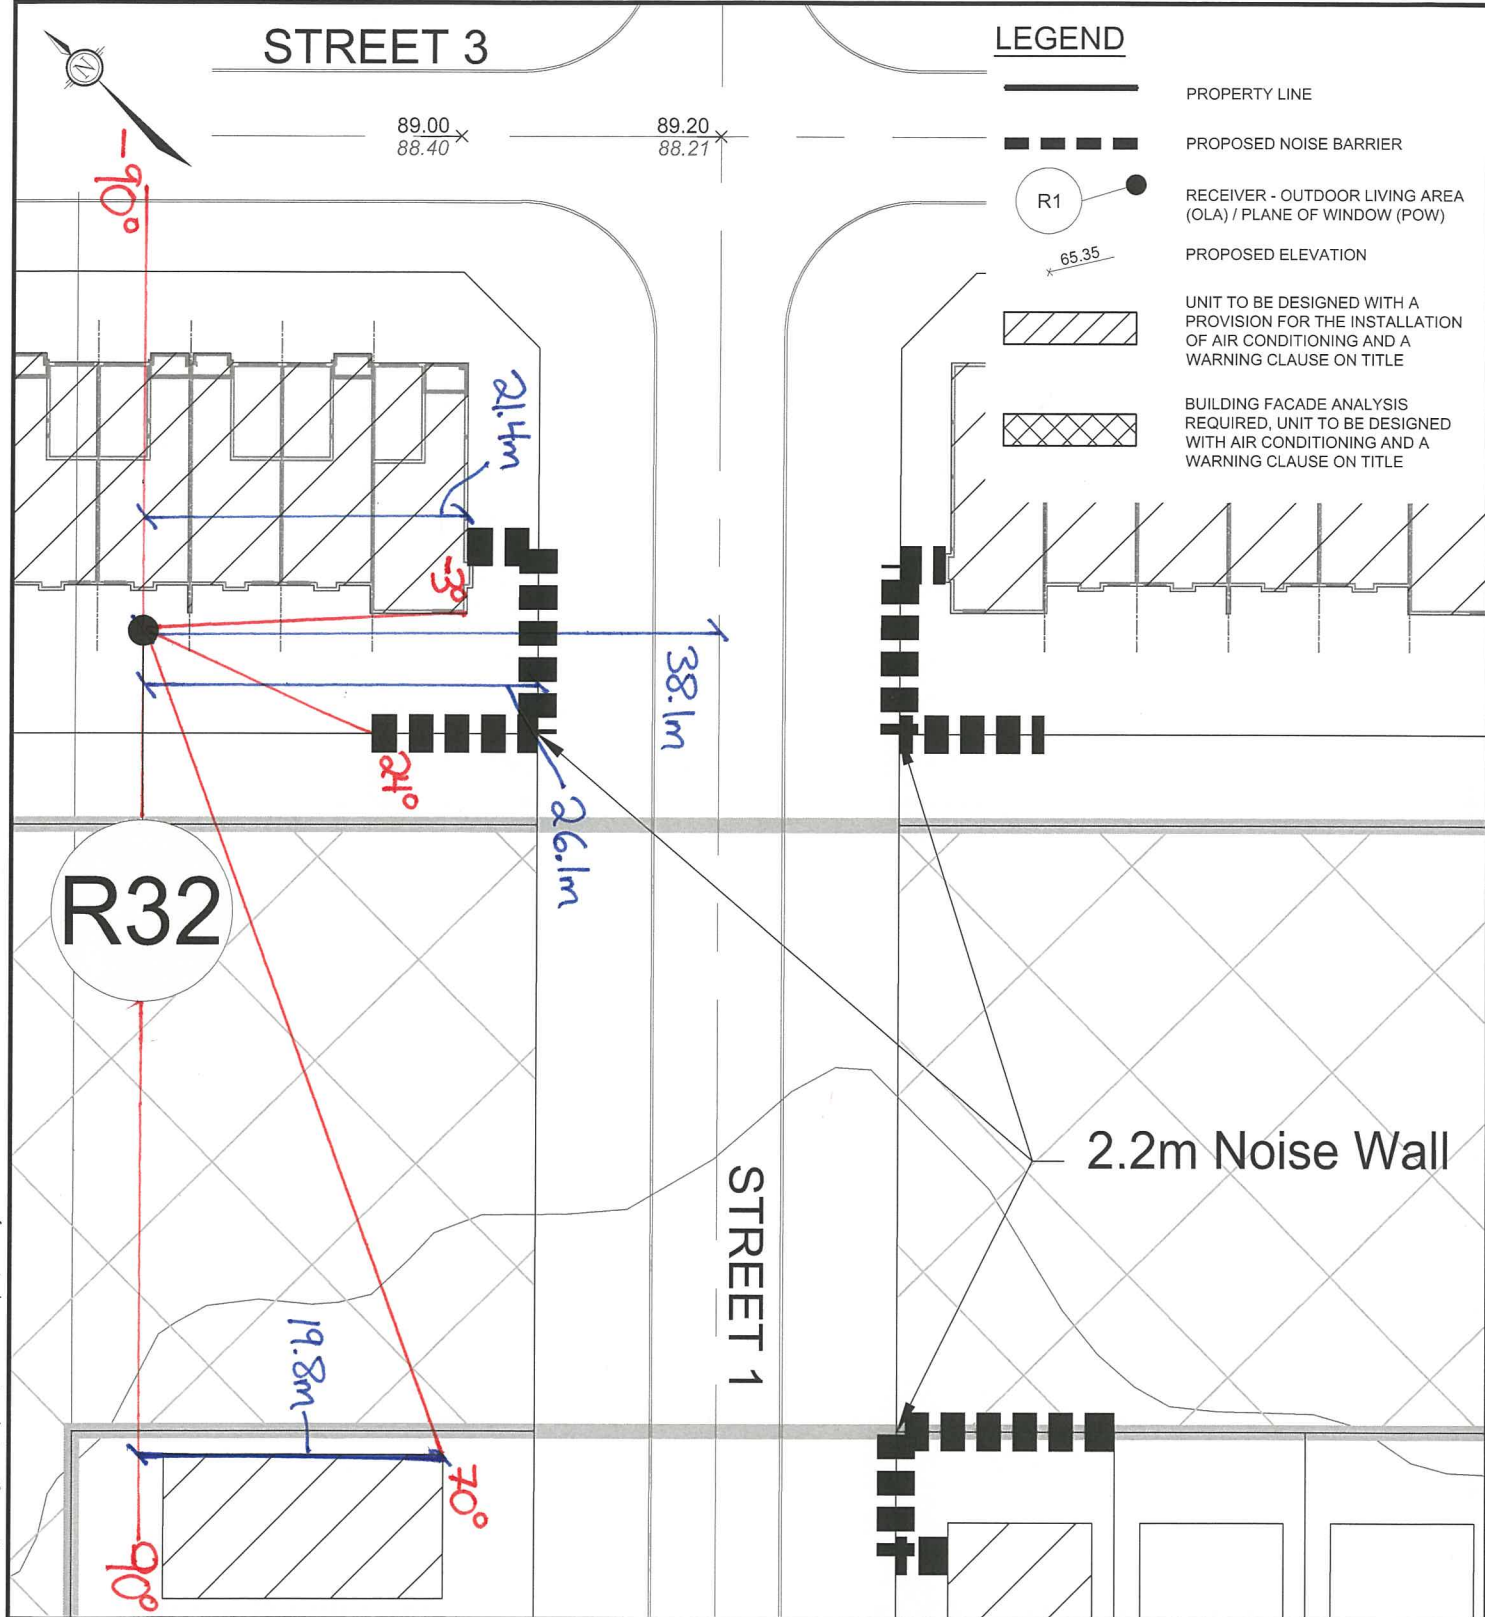 STREET 3
N
89.00
88.40
89.20
88.21
LEGEND
PROPERTY LINE
PROPOSED NOISE BARRIER
R1
RECEIVER - OUTDOOR LIVING AREA
(OLA) / PLANE OF WINDOW (POW)
65.35
PROPOSED ELEVATION
UNIT TO BE DESIGNED WITH A
PROVISION FOR THE INSTALLATION
OF AIR CONDITIONING AND A
WARNING CLAUSE ON TITLE
BUILDING FACADE ANALYSIS
REQUIRED, UNIT TO BE DESIGNED
WITH AIR CONDITIONING AND A
WARNING CLAUSE ON TITLE
-90°
21.4m
-3°
38.1m
24°
26.1m
R32
2.2m Noise Wall
STREET 1
19.8m
70°
90°